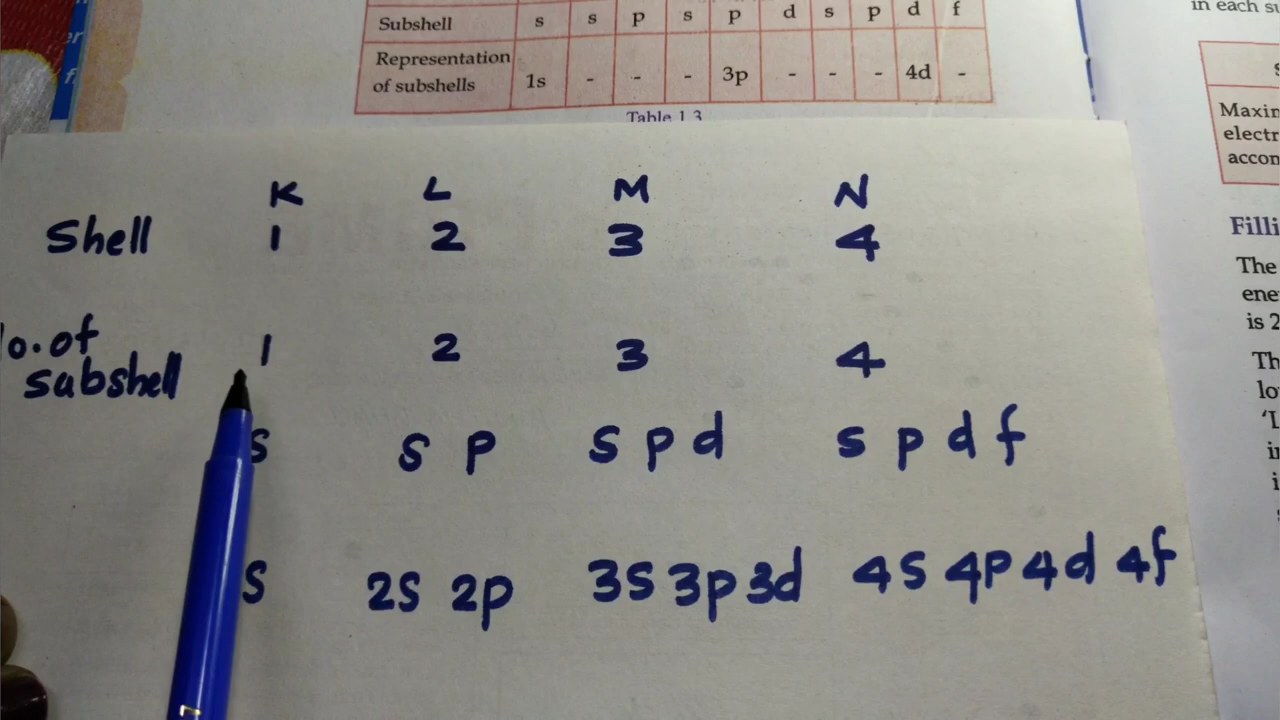 Subshell s s p s p d s p d f
Representation
of subshells 1s - - - 3p - - - 4d -
Table 1.3
K L M N
Shell 1 2 3 4
o. of
subshell 1 2 3 4
s s p s p d s p d f
s 2s 2p 3s 3p 3d 4s 4p 4d 4f
in each su
Maxin
electr
accon
Filli
The
ene
is 2
Th
lo